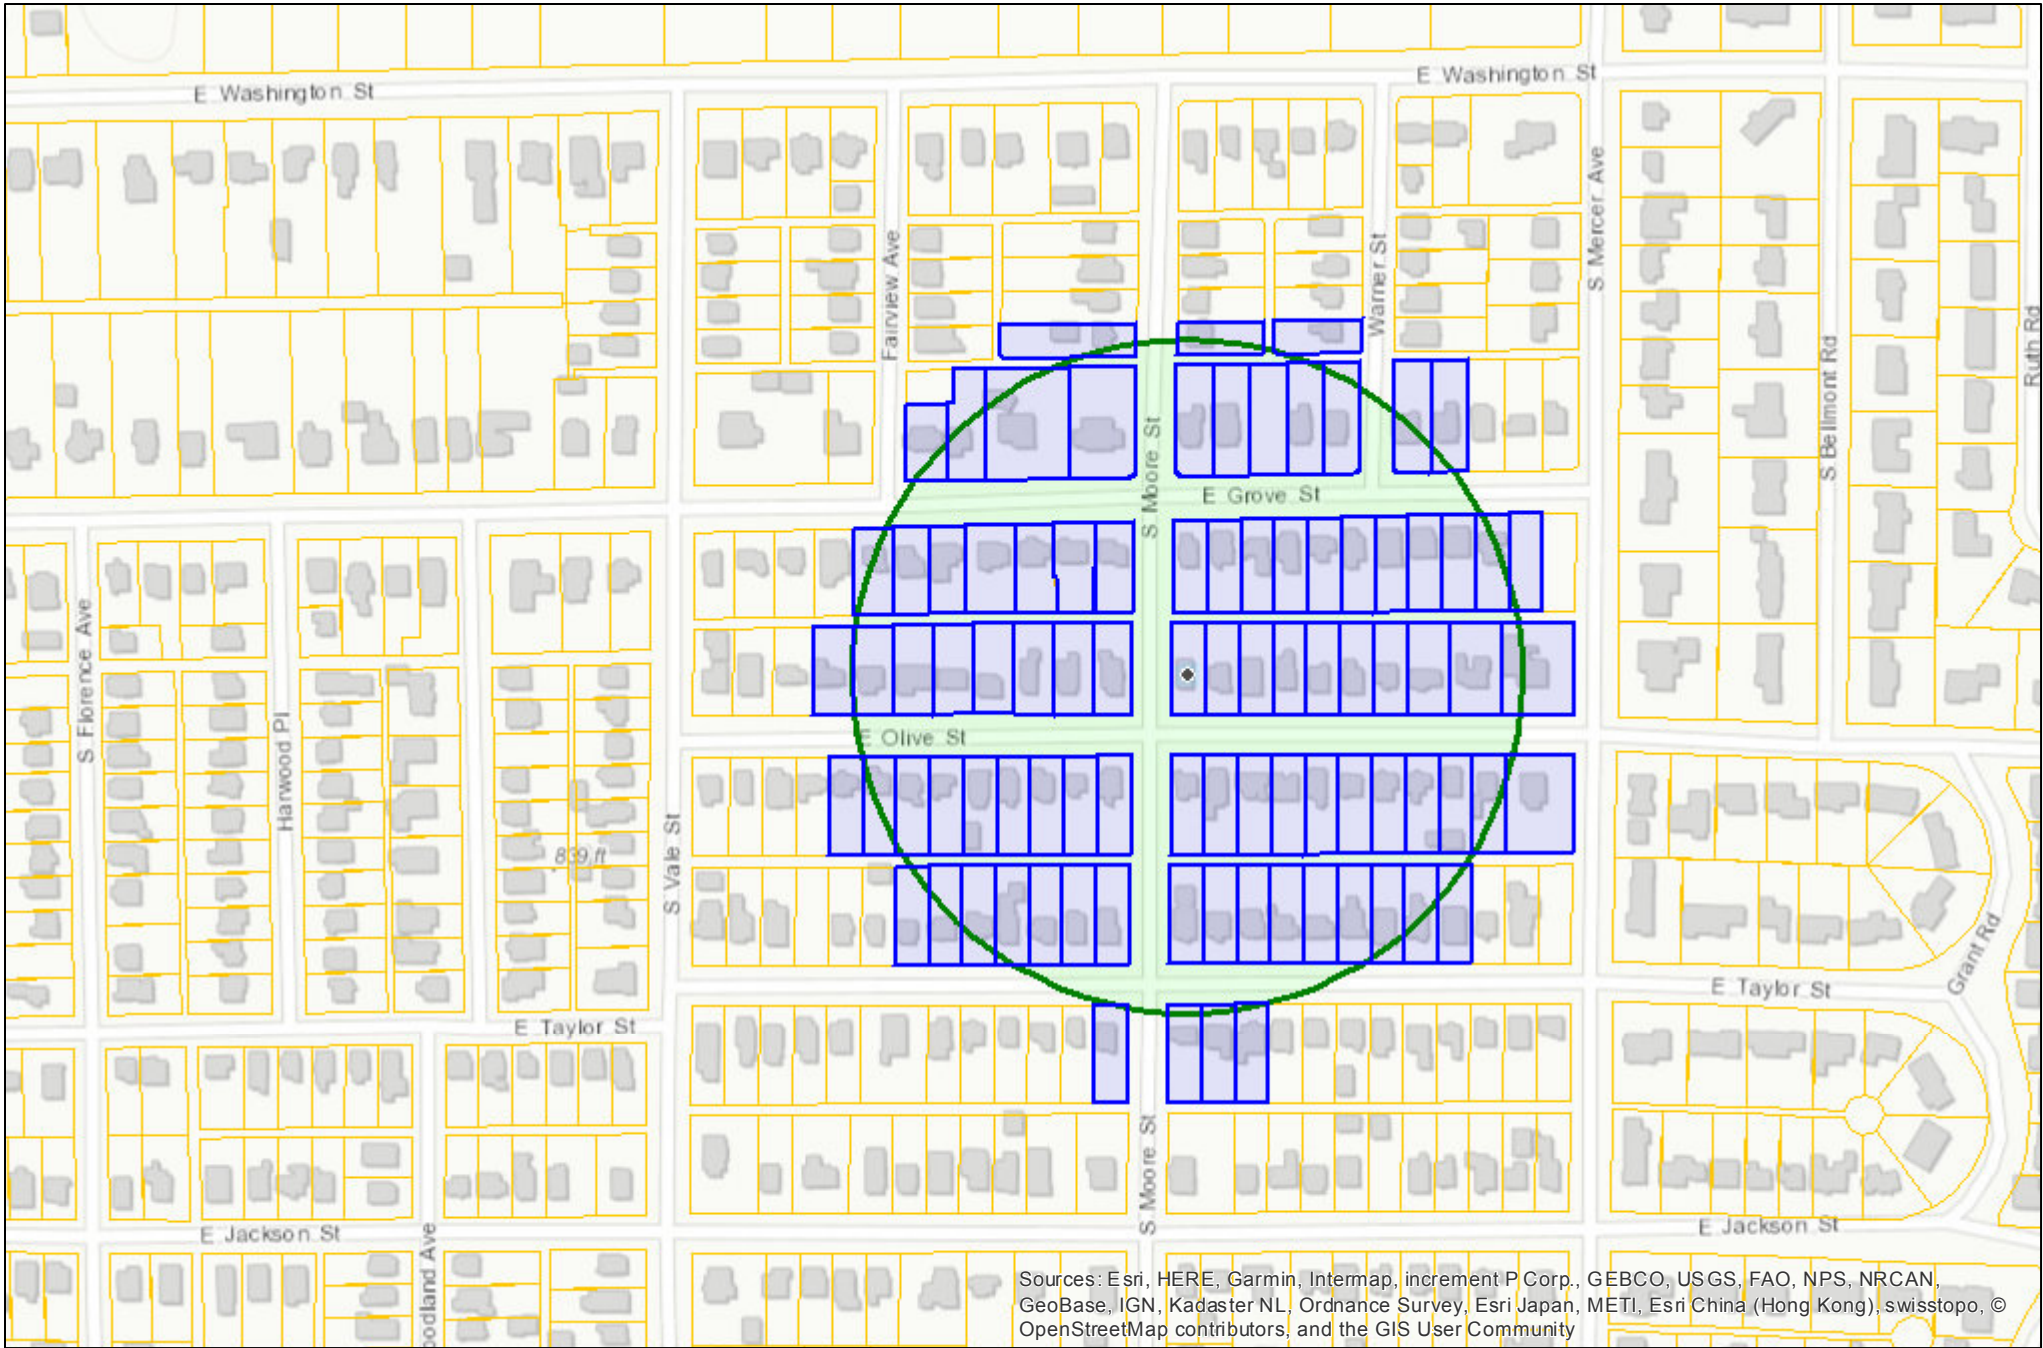 E Washington St
E Washington St
S Mercer Ave
Fairview Ave
Warner St
Ruth Rd
S Bellmont Rd
S Moore St
E Grove St
S Florence Ave
Harwood Pl
E Olive St
S Vale St
839 ft
Grant Rd
E Taylor St
E Taylor St
S Moore St
E Jackson St
E Jackson St
oodland Ave
Sources: Esri, HERE, Garmin, Intermap, increment P Corp., GEBCO, USGS, FAO, NPS, NRCAN,
GeoBase, IGN, Kadaster NL, Ordnance Survey, Esri Japan, METI, Esri China (Hong Kong), swisstopo, ©
OpenStreetMap contributors, and the GIS User Community